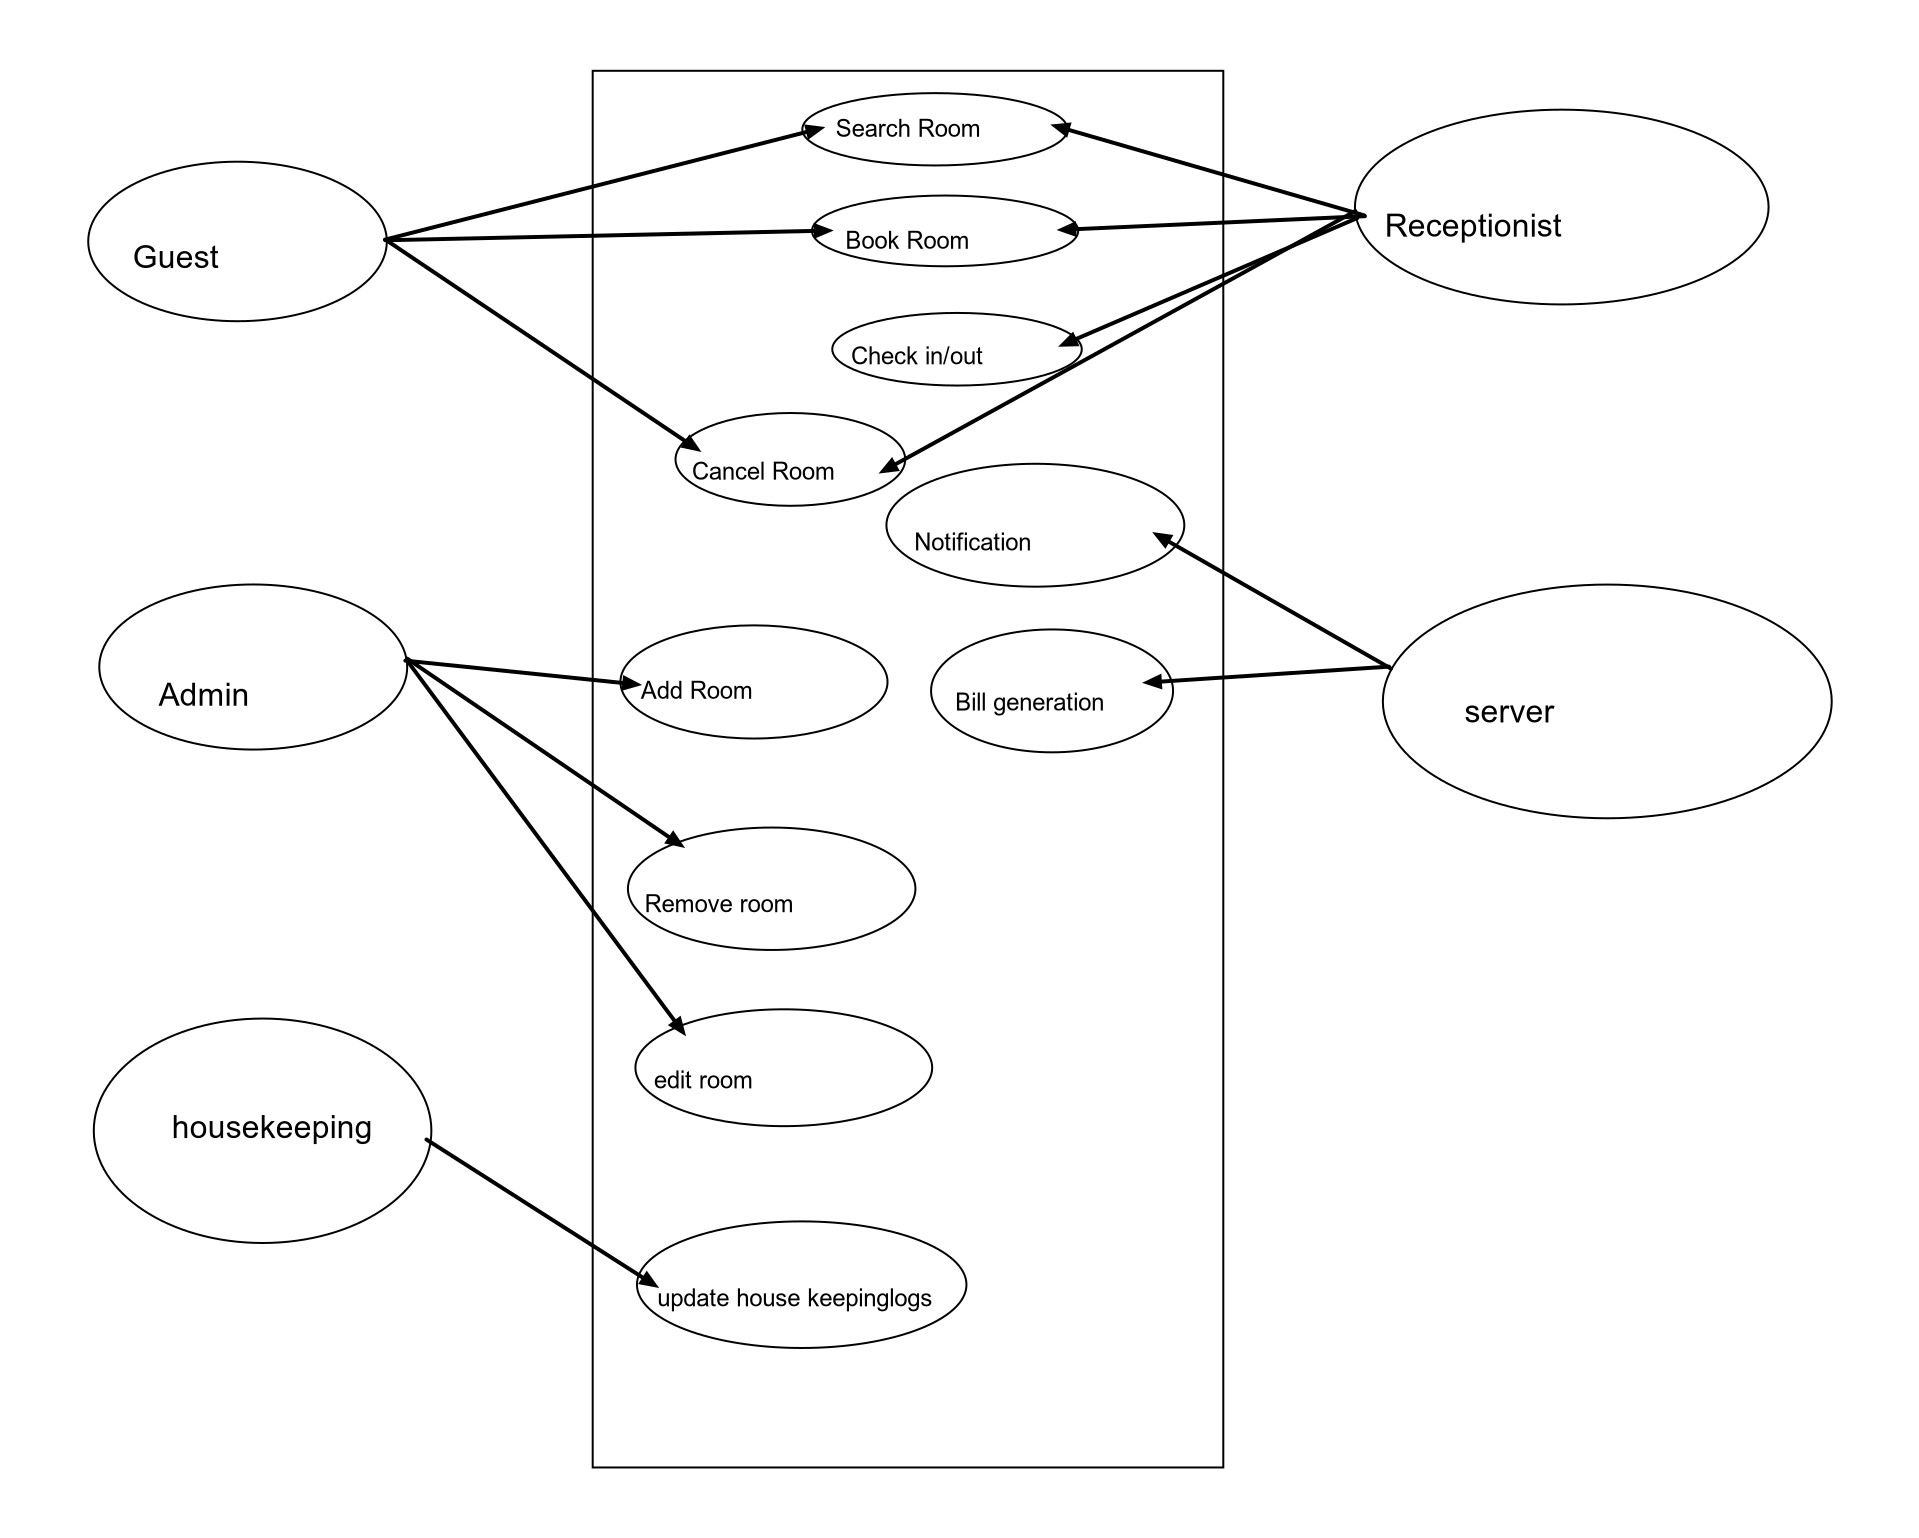 Search Room
Receptionist
Book Room
Guest
Check in/out
Cancel Room
Notification
Add Room
Admin
Bill generation
server
Remove room
edit room
housekeeping
update house keepinglogs